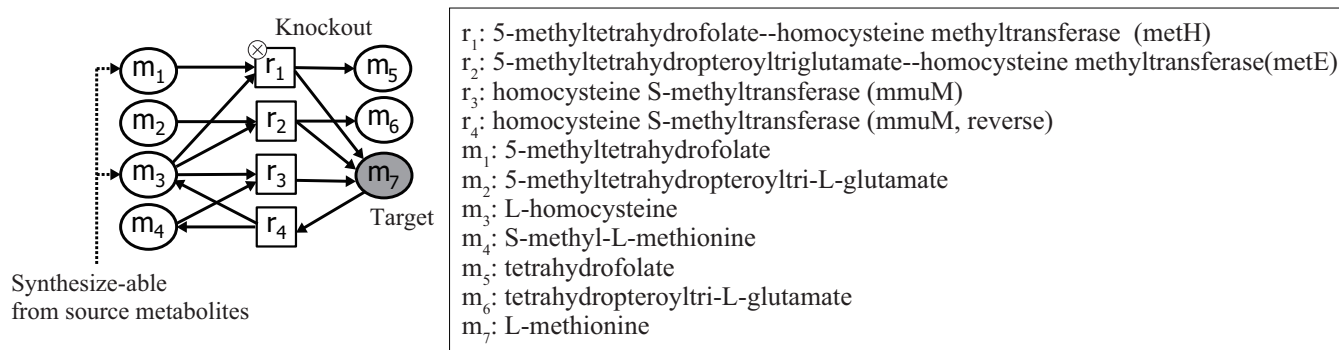 Knockout
m1
r1
m5
m2
r2
m6
m3
r3
m7
m4
r4
Target
Synthesize-able
from source metabolites
r1: 5-methyltetrahydrofolate--homocysteine methyltransferase (metH)
r2: 5-methyltetrahydropteroyltriglutamate--homocysteine methyltransferase(metE)
r3: homocysteine S-methyltransferase (mmuM)
r4: homocysteine S-methyltransferase (mmuM, reverse)
m1: 5-methyltetrahydrofolate
m2: 5-methyltetrahydropteroyltri-L-glutamate
m3: L-homocysteine
m4: S-methyl-L-methionine
m5: tetrahydrofolate
m6: tetrahydropteroyltri-L-glutamate
m7: L-methionine